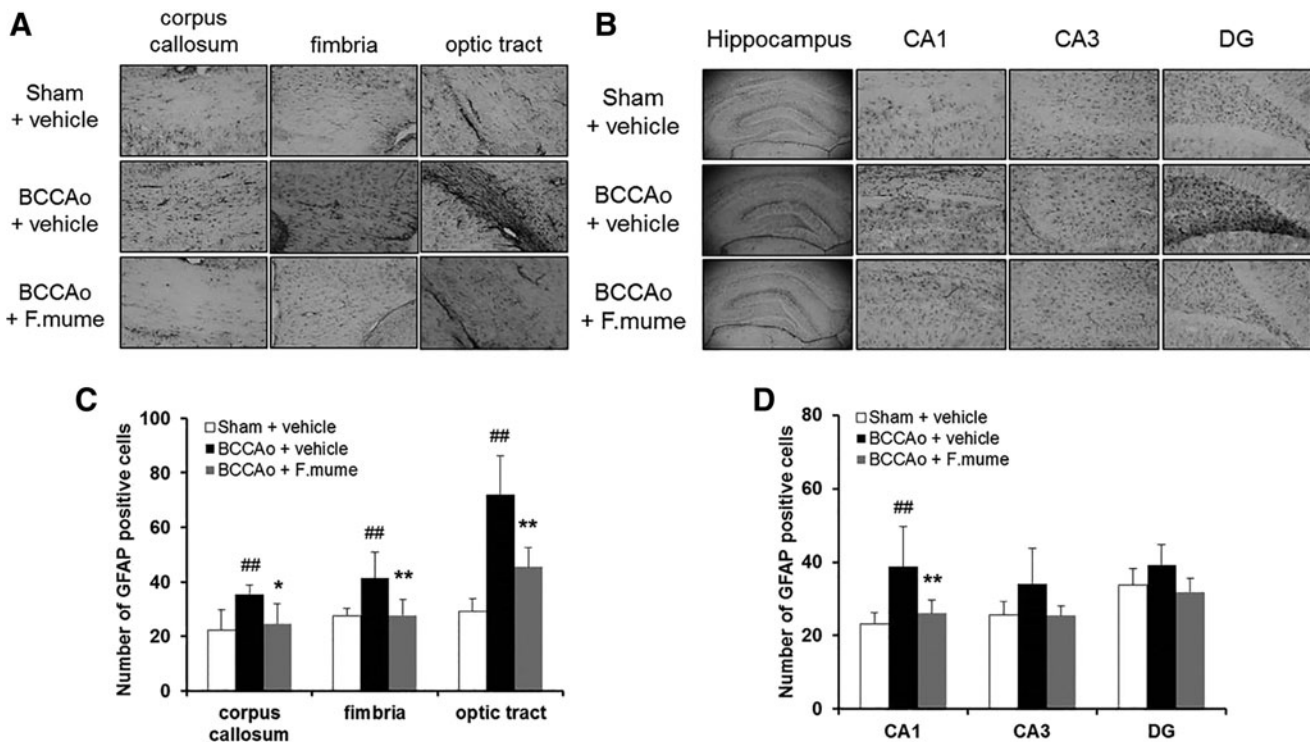 A
corpus
callosum
fimbria
optic tract
Sham
+ vehicle
BCCAo
+ vehicle
BCCAo
+ F.mume
B
Hippocampus
CA1
CA3
DG
Sham
+ vehicle
BCCAo
+ vehicle
BCCAo
+ F.mume
C
Number of GFAP positive cells
100
80
60
40
20
0
Sham + vehicle
BCCAo + vehicle
BCCAo + F.mume
##
*
##
**
##
**
corpus
callosum
fimbria
optic tract
D
Number of GFAP positive cells
80
60
40
20
0
Sham + vehicle
BCCAo + vehicle
BCCAo + F.mume
##
**
CA1
CA3
DG